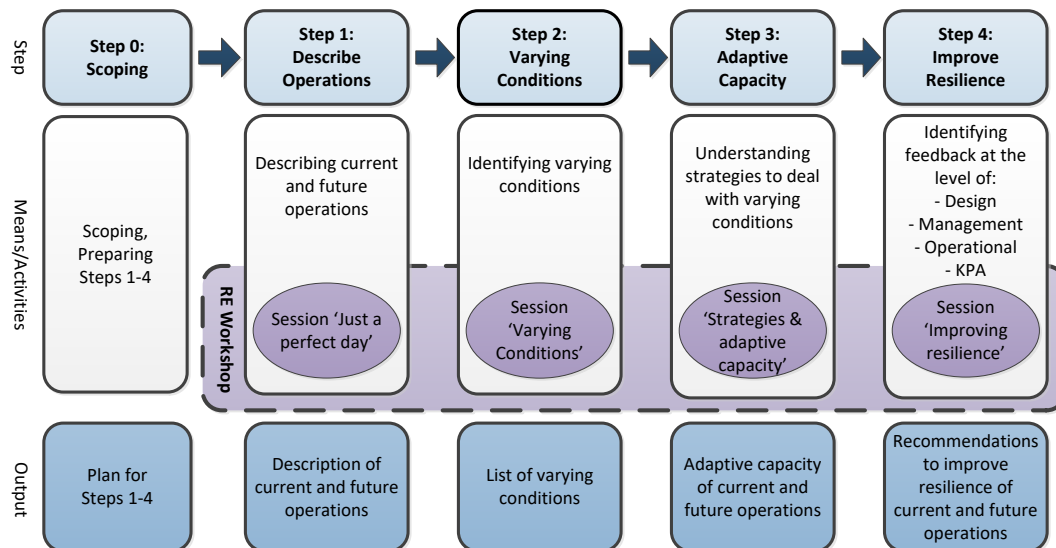 Step
Step 0:
Scoping
Step 1:
Describe
Operations
Step 2:
Varying
Conditions
Step 3:
Adaptive
Capacity
Step 4:
Improve
Resilience
Means/Activities
Scoping,
Preparing
Steps 1-4
Describing current
and future
operations
Identifying varying
conditions
Understanding
strategies to deal
with varying
conditions
Identifying
feedback at the
level of:
- Design
- Management
- Operational
- KPA
RE Workshop
Session ‘Just a
perfect day’
Session
‘Varying
Conditions’
Session
‘Strategies &
adaptive
capacity’
Session
‘Improving
resilience’
Output
Plan for
Steps 1-4
Description of
current and future
operations
List of varying
conditions
Adaptive capacity
of current and
future operations
Recommendations
to improve
resilience of
current and future
operations